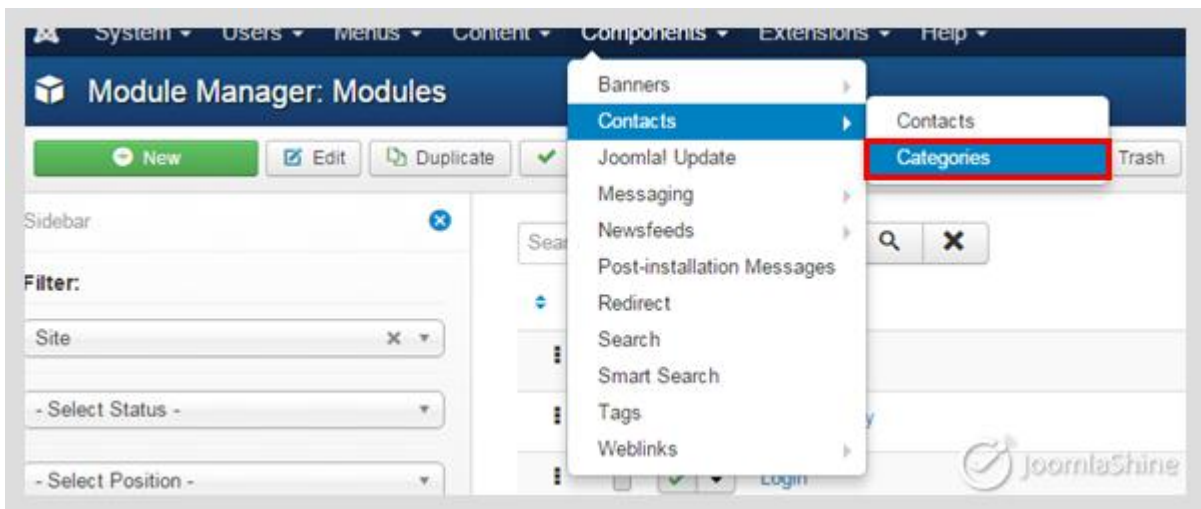 System Users Menus Content Components Extensions Help
Module Manager: Modules
New Edit Duplicate Trash
Banners
Contacts
Joomla! Update
Messaging
Newsfeeds
Post-installation Messages
Redirect
Search
Smart Search
Tags
Weblinks
Contacts
Categories
Sidebar
Filter:
Site
- Select Status -
- Select Position -
Login
JoomlaShine